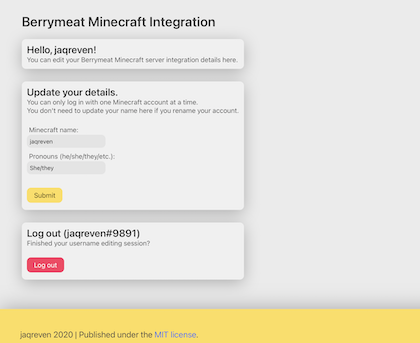 Berrymeat Minecraft Integration
Hello, jaqreven!
You can edit your Berrymeat Minecraft server integration details here.
Update your details.
You can only log in with one Minecraft account at a time.
You don't need to update your name here if you rename your account.
Minecraft name:
jaqreven
Pronouns (he/she/they/etc.):
She/they
Submit
Log out (jaqreven#9891)
Finished your username editing session?
Log out
jaqreven 2020 | Published under the MIT license.